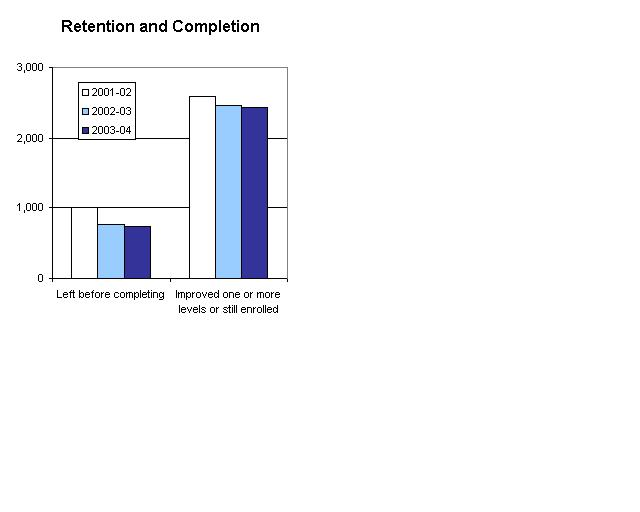 Retention and Completion
3,000
2001-02
2002-03
2,000
2003-04
1,000
0
Left before completing
Improved one or more
levels or still enrolled